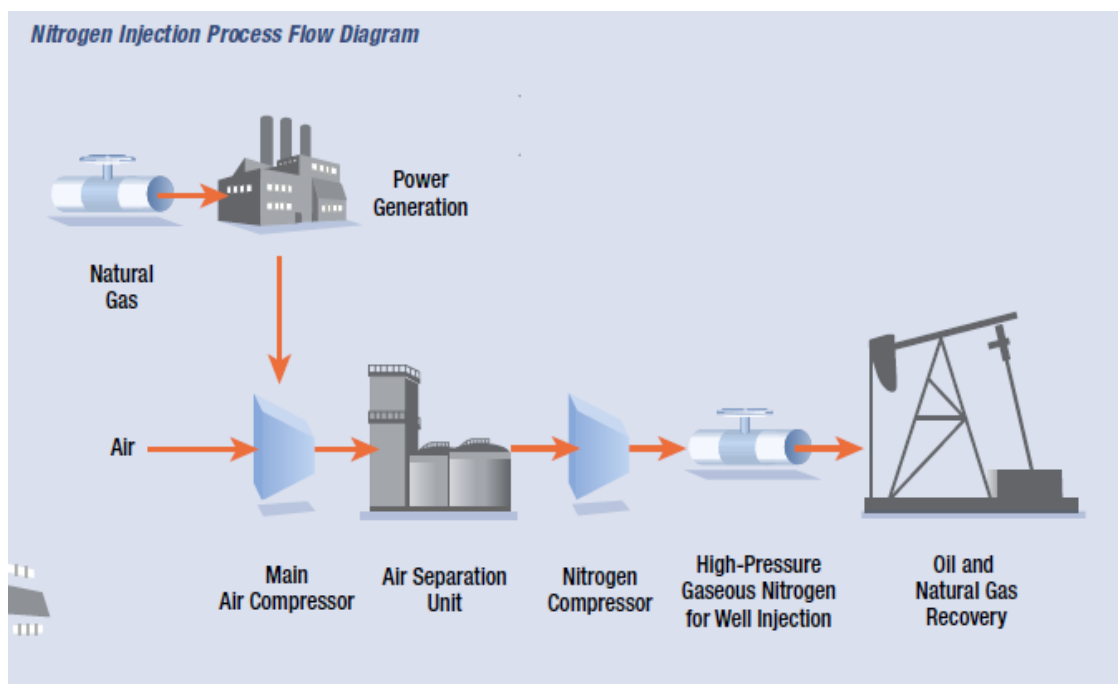 Nitrogen Injection Process Flow Diagram
Power
Generation
Natural
Gas
Air
Main
Air Compressor
Air Separation
Unit
Nitrogen
Compressor
High-Pressure
Gaseous Nitrogen
for Well Injection
Oil and
Natural Gas
Recovery